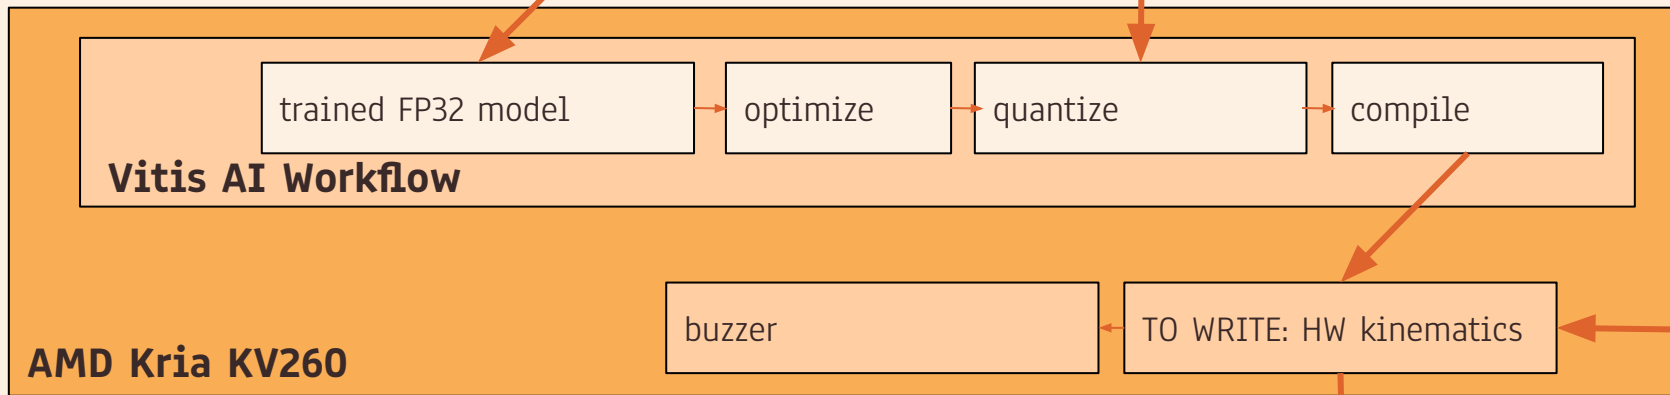 trained FP32 model
optimize
quantize
compile
Vitis AI Workflow
buzzer
TO WRITE: HW kinematics
AMD Kria KV260